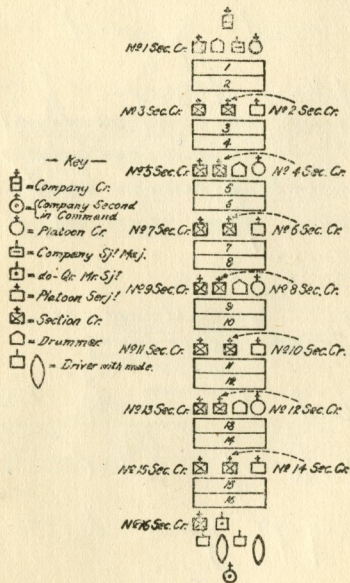 Nº1 Sec. Cr.
1
2
Nº3 Sec. Cr. Nº2 Sec. Cr.
3
4
Nº5 Sec. Cr. Nº4 Sec. Cr.
5
6
Nº7 Sec. Cr. Nº6 Sec. Cr.
7
8
Nº9 Sec. Cr. Nº8 Sec. Cr.
9
10
Nº11 Sec. Cr. Nº10 Sec. Cr.
11
12
Nº13 Sec. Cr. Nº12 Sec. Cr.
13
14
Nº15 Sec. Cr. Nº14 Sec. Cr.
15
16
Nº16 Sec. Cr.
— Key —
= Company Cr.
= Company Second
in Command
= Platoon Cr.
= Company Sjt Maj.
= do - Qr. Mr. Sjt
= Platoon Serjt
= Section Cr.
= Drummer
= Driver with mule.